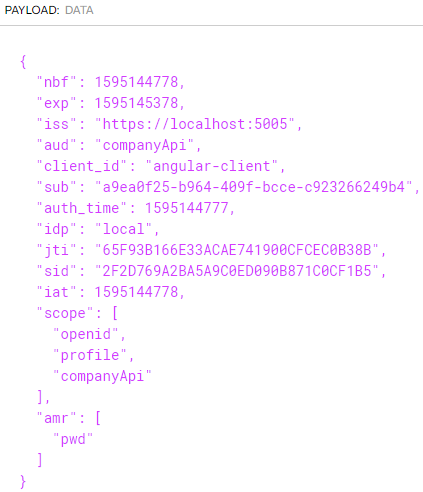 PAYLOAD: DATA
{
  "nbf": 1595144778,
  "exp": 1595145378,
  "iss": "https://localhost:5005",
  "aud": "companyApi",
  "client_id": "angular-client",
  "sub": "a9ea0f25-b964-409f-bcce-c923266249b4",
  "auth_time": 1595144777,
  "idp": "local",
  "jti": "65F93B166E33ACAE741900CFCEC0B38B",
  "sid": "2F2D769A2BA5A9C0ED090B871C0CF1B5",
  "iat": 1595144778,
  "scope": [
    "openid",
    "profile",
    "companyApi"
  ],
  "amr": [
    "pwd"
  ]
}